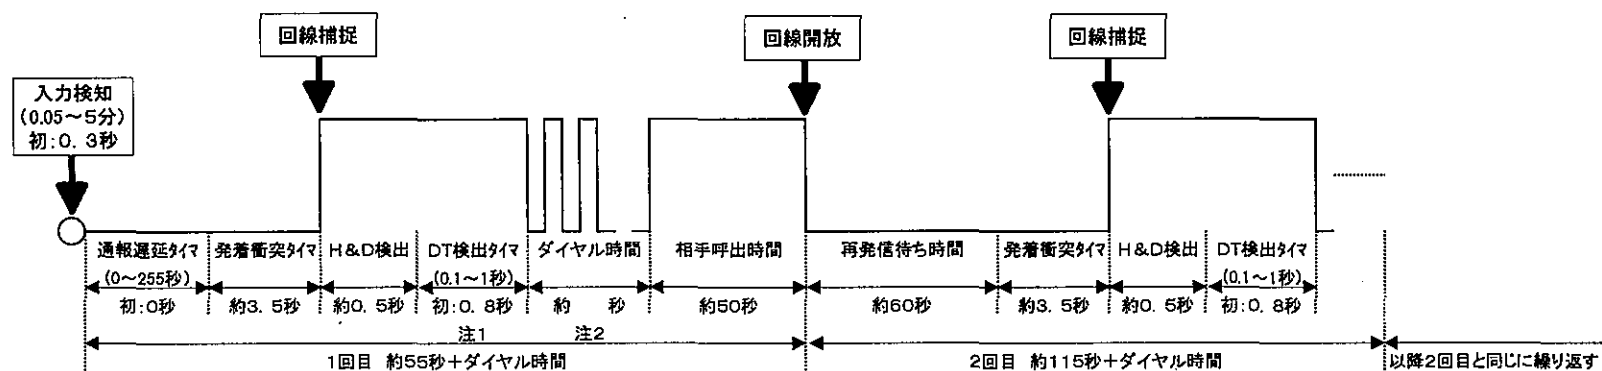 回線捕捉
回線開放
回線捕捉
入力検知
(0.05～5分)
初:0.3秒
通報遅延タイマ
(0～255秒)
初:0秒
発着衝突タイマ
約3.5秒
H&D検出
約0.5秒
DT検出タイマ
(0.1～1秒)
初:0.8秒
ダイヤル時間
約　　秒
相手呼出時間
約50秒
再発信待ち時間
約60秒
発着衝突タイマ
約3.5秒
H&D検出
約0.5秒
DT検出タイマ
(0.1～1秒)
初:0.8秒
注1
注2
1回目 約55秒+ダイヤル時間
2回目 約115秒+ダイヤル時間
以降2回目と同じに繰り返す